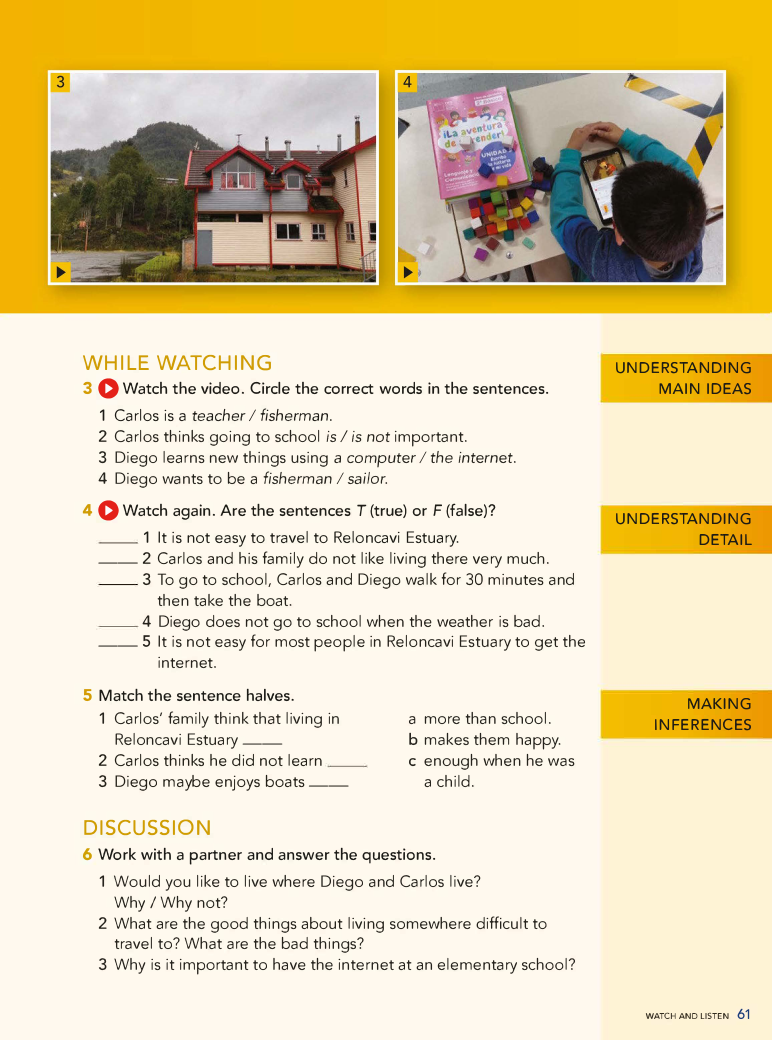 3
4
¡La aventura
de aprender!
UNIDAD
Lenguaje y
Comunicación
WHILE WATCHING
3 Watch the video. Circle the correct words in the sentences.
1 Carlos is a teacher / fisherman.
2 Carlos thinks going to school is / is not important.
3 Diego learns new things using a computer / the internet.
4 Diego wants to be a fisherman / sailor.
UNDERSTANDING
MAIN IDEAS
4 Watch again. Are the sentences T (true) or F (false)?
_____ 1 It is not easy to travel to Reloncavi Estuary.
_____ 2 Carlos and his family do not like living there very much.
_____ 3 To go to school, Carlos and Diego walk for 30 minutes and
then take the boat.
_____ 4 Diego does not go to school when the weather is bad.
_____ 5 It is not easy for most people in Reloncavi Estuary to get the
internet.
UNDERSTANDING
DETAIL
5 Match the sentence halves.
1 Carlos’ family think that living in
Reloncavi Estuary _____
2 Carlos thinks he did not learn _____
3 Diego maybe enjoys boats _____
a more than school.
b makes them happy.
c enough when he was
a child.
MAKING
INFERENCES
DISCUSSION
6 Work with a partner and answer the questions.
1 Would you like to live where Diego and Carlos live?
Why / Why not?
2 What are the good things about living somewhere difficult to
travel to? What are the bad things?
3 Why is it important to have the internet at an elementary school?
WATCH AND LISTEN 61